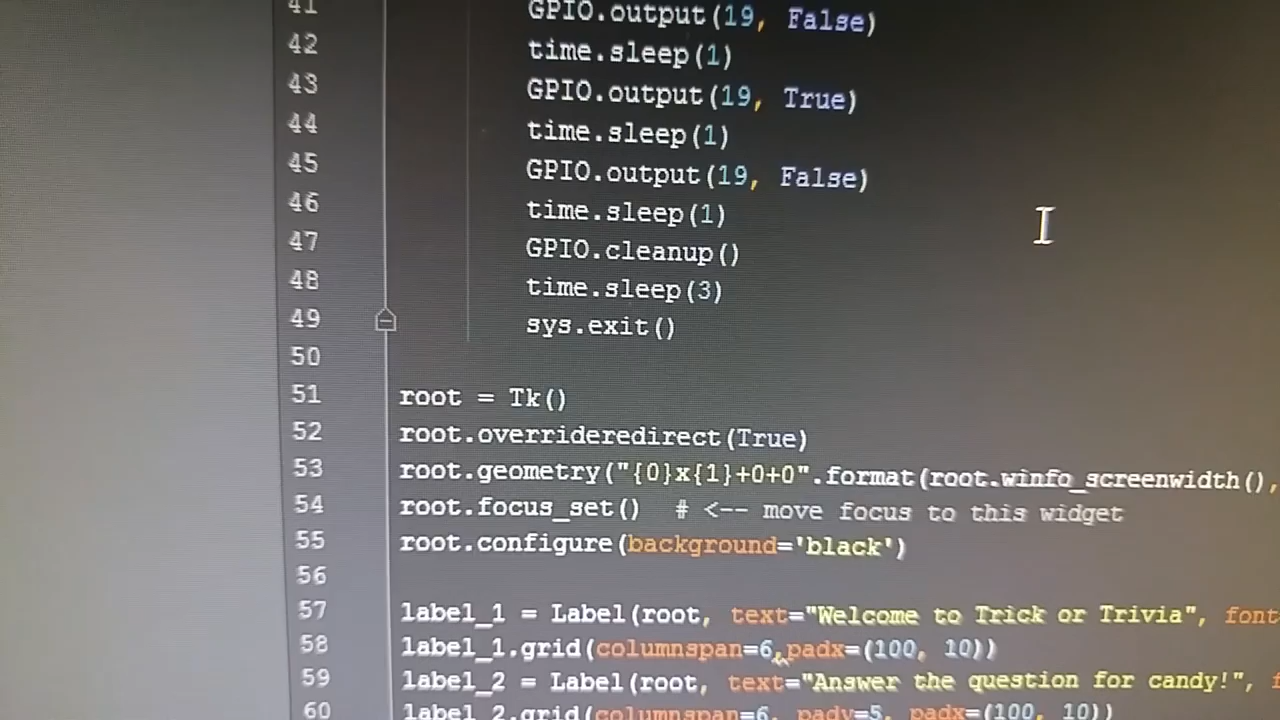 41 GPIO.output(19, False)
42 time.sleep(1)
43 GPIO.output(19, True)
44 time.sleep(1)
45 GPIO.output(19, False)
46 time.sleep(1)
47 GPIO.cleanup()
48 time.sleep(3)
49 sys.exit()
50
51 root = Tk()
52 root.overrideredirect(True)
53 root.geometry("{0}x{1}+0+0".format(root.winfo_screenwidth(),
54 root.focus_set()  # <-- move focus to this widget
55 root.configure(background='black')
56
57 label_1 = Label(root, text="Welcome to Trick or Trivia", font
58 label_1.grid(columnspan=6,padx=(100, 10))
59 label_2 = Label(root, text="Answer the question for candy!", f
60 label_2.grid(columnspan=6, pady=5, padx=(100, 10))